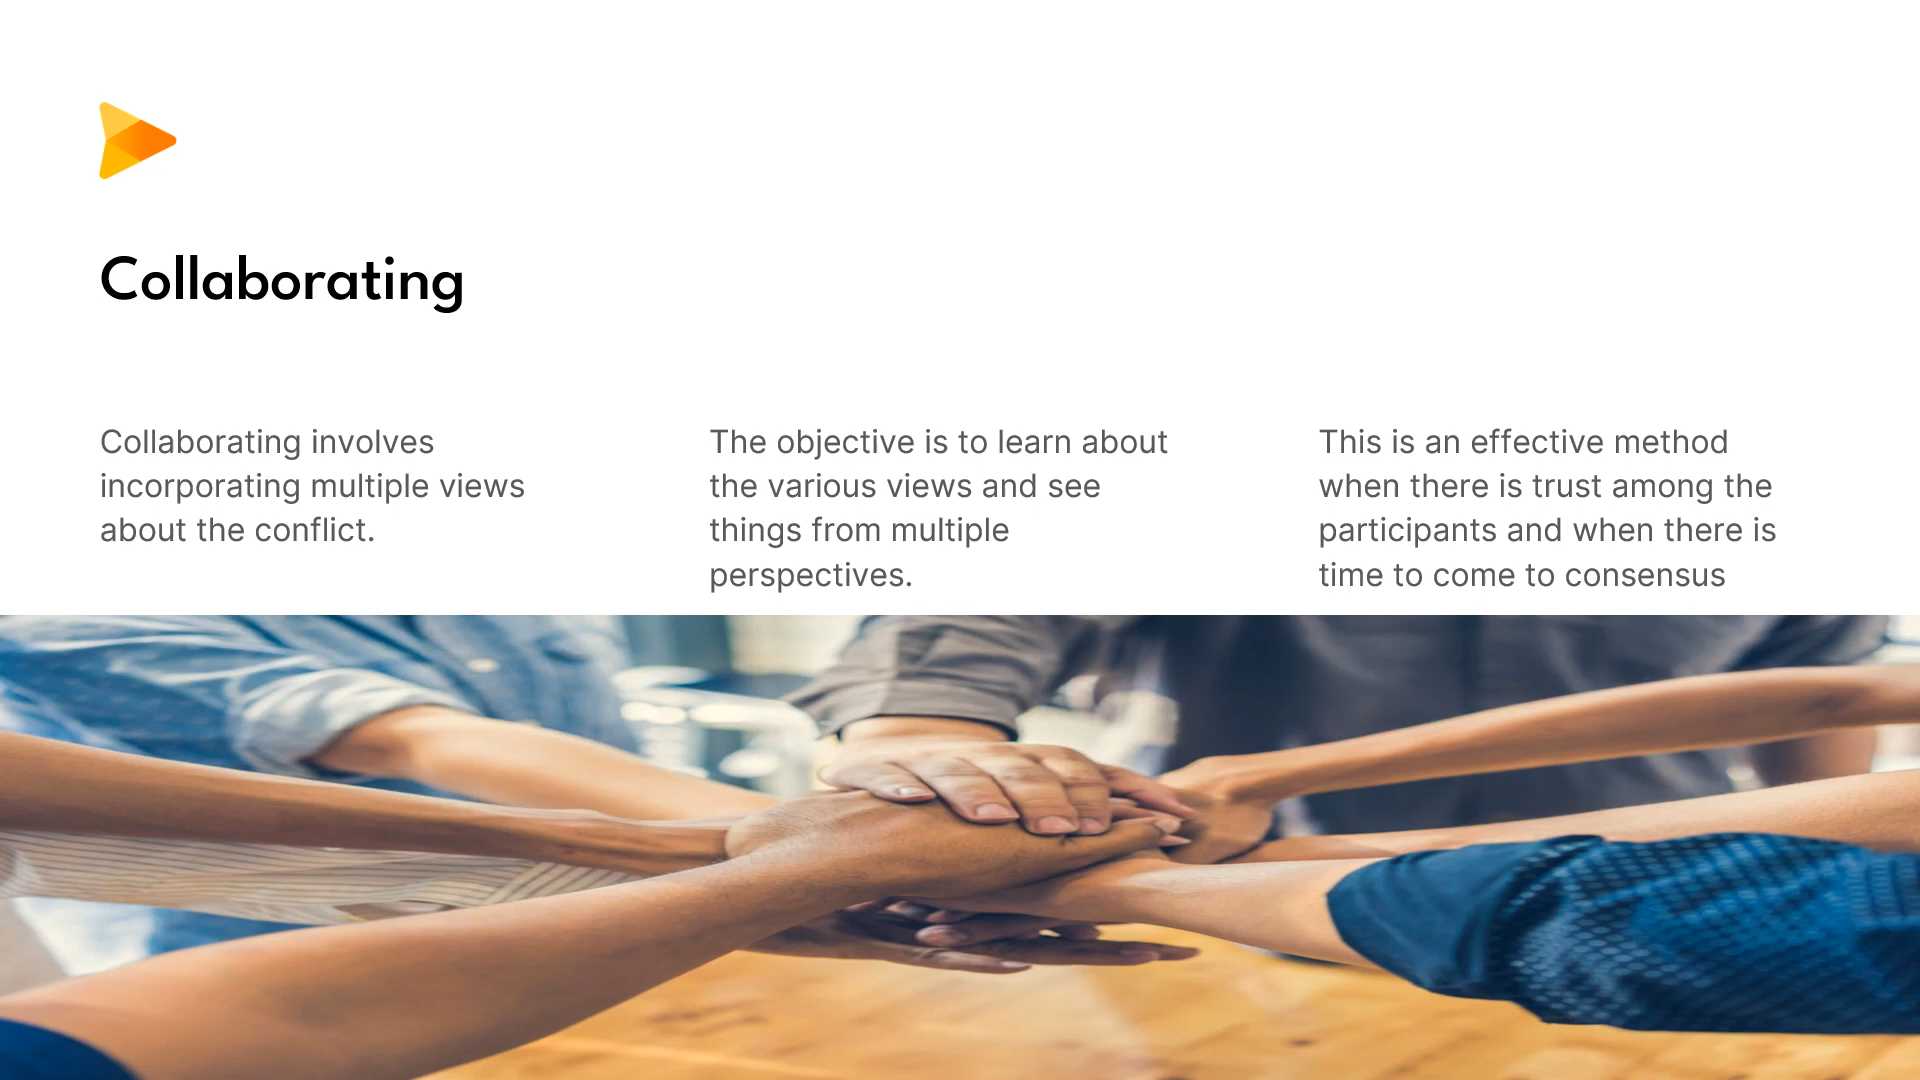 Collaborating
Collaborating involves
incorporating multiple views
about the conflict.
The objective is to learn about
the various views and see
things from multiple
perspectives.
This is an effective method
when there is trust among the
participants and when there is
time to come to consensus